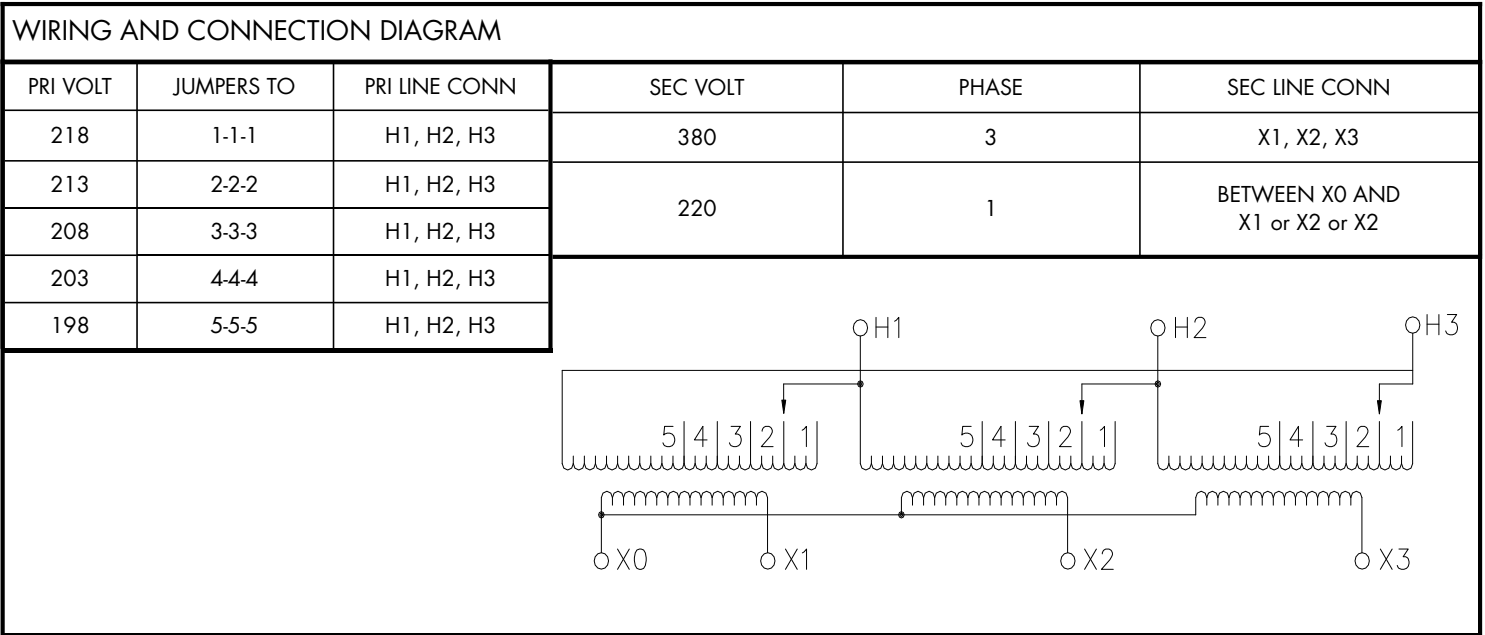 WIRING AND CONNECTION DIAGRAM
PRI VOLT JUMPERS TO PRI LINE CONN
218 1-1-1 H1, H2, H3
213 2-2-2 H1, H2, H3
208 3-3-3 H1, H2, H3
203 4-4-4 H1, H2, H3
198 5-5-5 H1, H2, H3
SEC VOLT PHASE SEC LINE CONN
380 3 X1, X2, X3
220 1 BETWEEN X0 AND
X1 or X2 or X2
H1 H2 H3
5 4 3 2 1 5 4 3 2 1 5 4 3 2 1
X0 X1 X2 X3